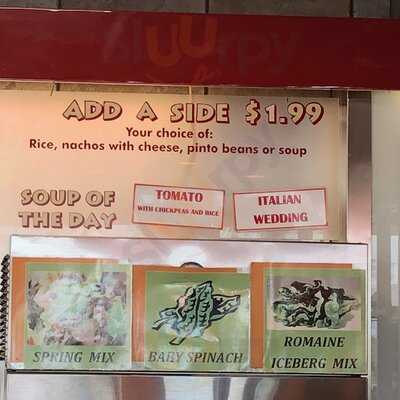 sluurpy
ADD A SIDE $1.99
Your choice of:
Rice, nachos with cheese, pinto beans or soup
SOUP OF
THE DAY
TOMATO
WITH CHICKPEAS AND RICE
ITALIAN
WEDDING
SPRING MIX
BABY SPINACH
ROMAINE
ICEBERG MIX